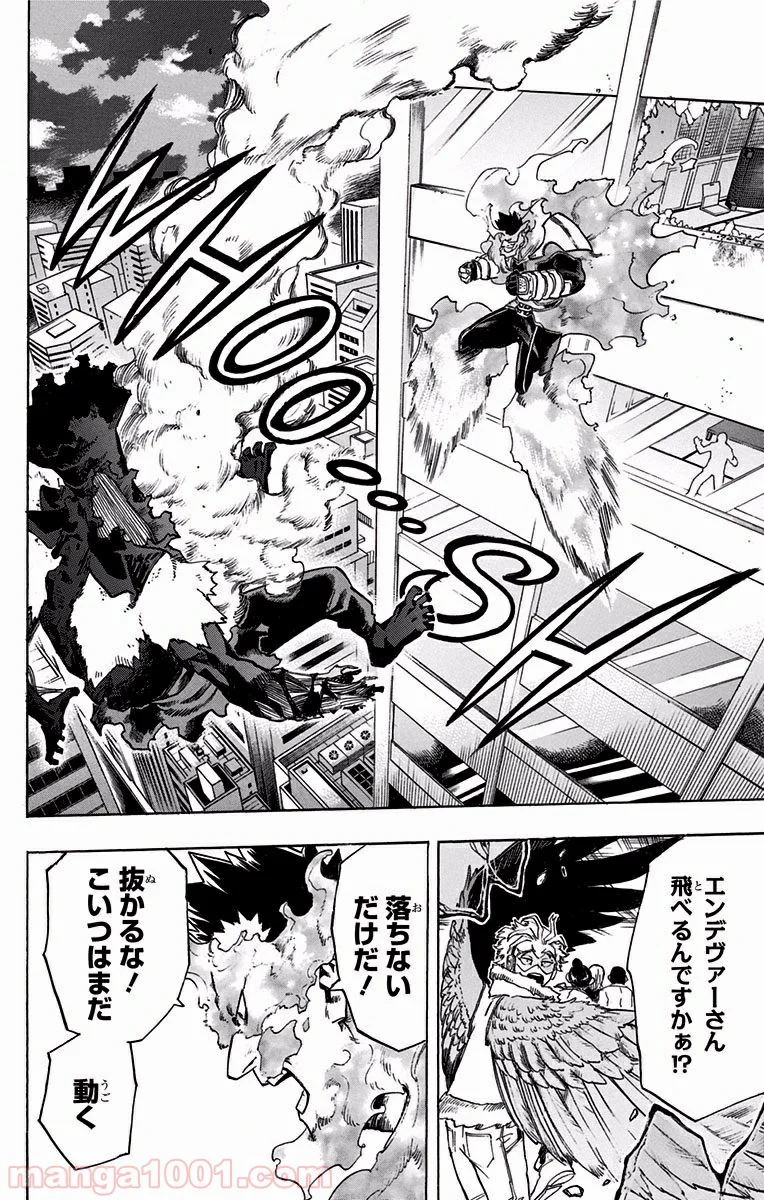 WHOOO...SH
エンデヴァーさん
飛べるんですかぁ!?
落ちない
だけだ!
抜かるな!
こいつはまだ
動く
manga1001.com